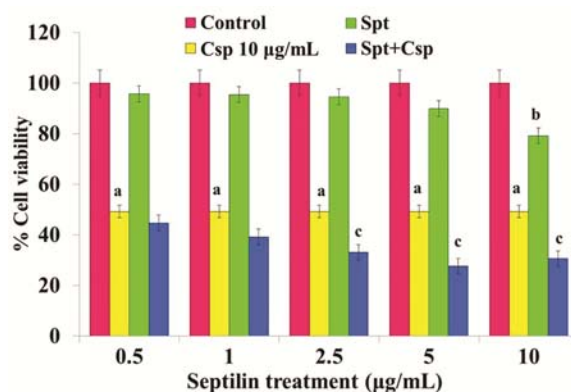 120
Control
Spt
Csp 10 µg/mL
Spt+Csp
100
80
60
40
20
0
% Cell viability
a
a
a
a
a
b
c
c
c
0.5
1
2.5
5
10
Septilin treatment (µg/mL)